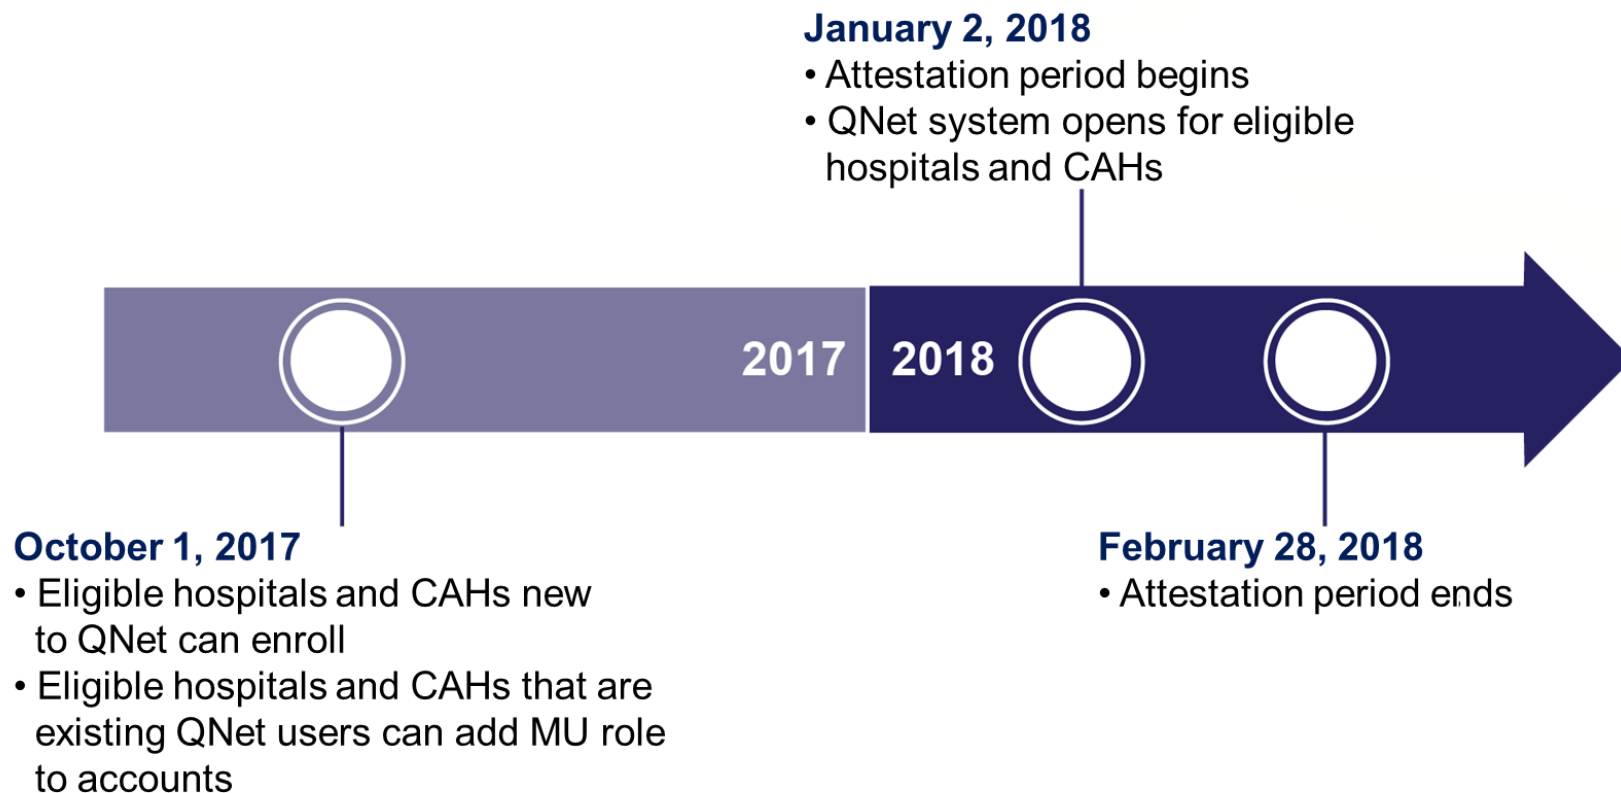 January 2, 2018
• Attestation period begins
• QNet system opens for eligible
hospitals and CAHs
2017
2018
October 1, 2017
• Eligible hospitals and CAHs new
to QNet can enroll
• Eligible hospitals and CAHs that are
existing QNet users can add MU role
to accounts
February 28, 2018
• Attestation period ends